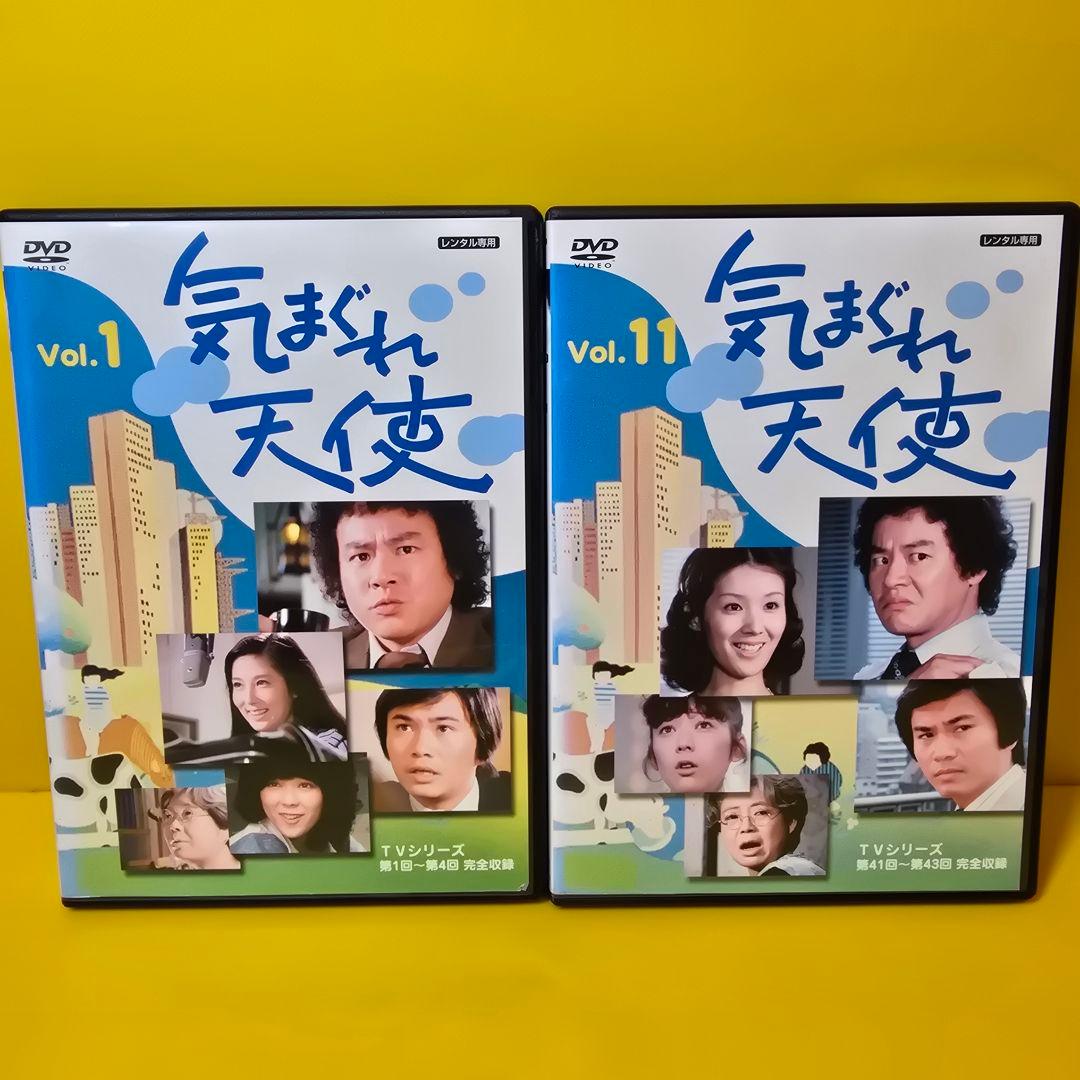 DVD
VIDEO
レンタル専用
Vol.1
気まぐれ
天使
TVシリーズ
第1回～第4回 完全収録
DVD
VIDEO
レンタル専用
Vol.11
気まぐれ
天使
TVシリーズ
第41回～第43回 完全収録